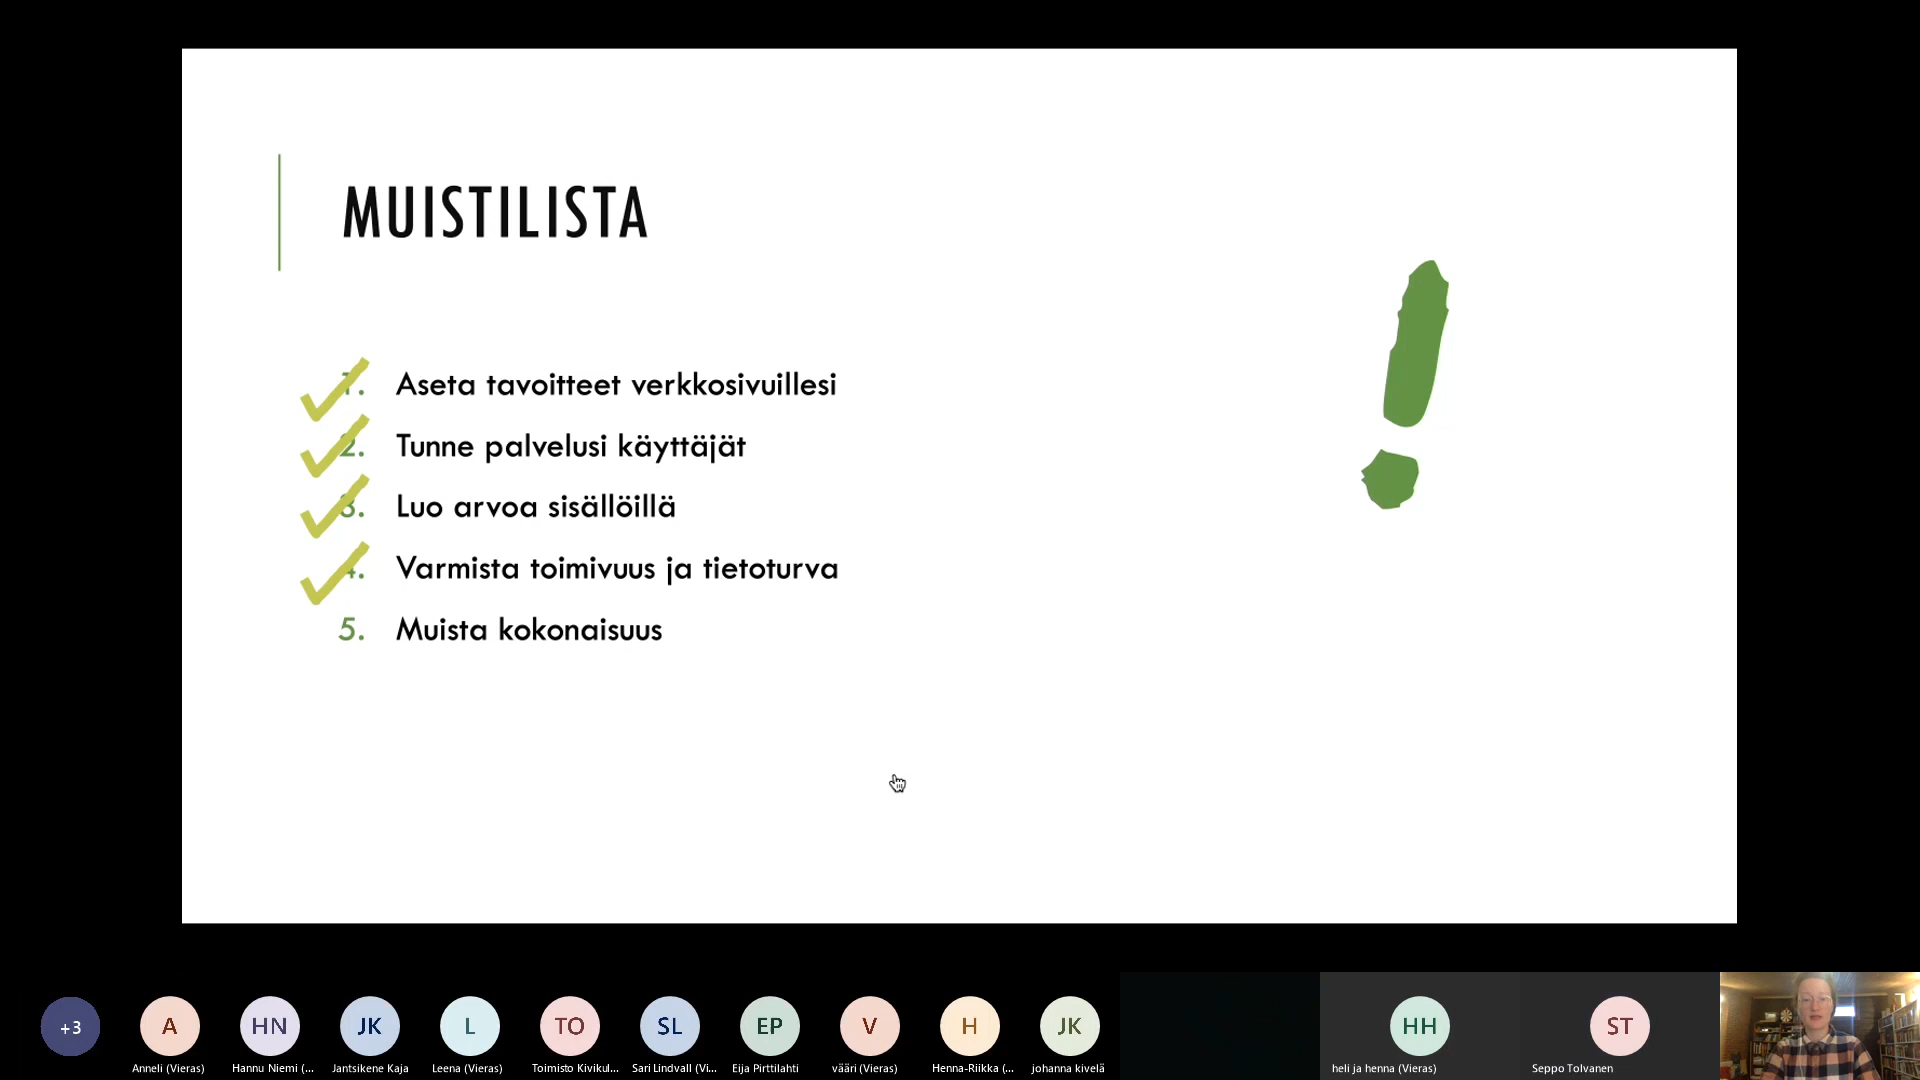 MUISTILISTA
1. Aseta tavoitteet verkkosivuillesi
2. Tunne palvelusi käyttäjät
3. Luo arvoa sisällöillä
4. Varmista toimivuus ja tietoturva
5. Muista kokonaisuus
+3
A
HN
JK
L
TO
SL
EP
V
H
JK
HH
ST
Anneli (Vieras)
Hannu Niemi (...
Jantsikene Kaja
Leena (Vieras)
Toimisto Kivikul...
Sari Lindvall (Vi...
Eija Pirttilahti
vääri (Vieras)
Henna-Riikka (...
johanna kivelä
heli ja henna (Vieras)
Seppo Tolvanen